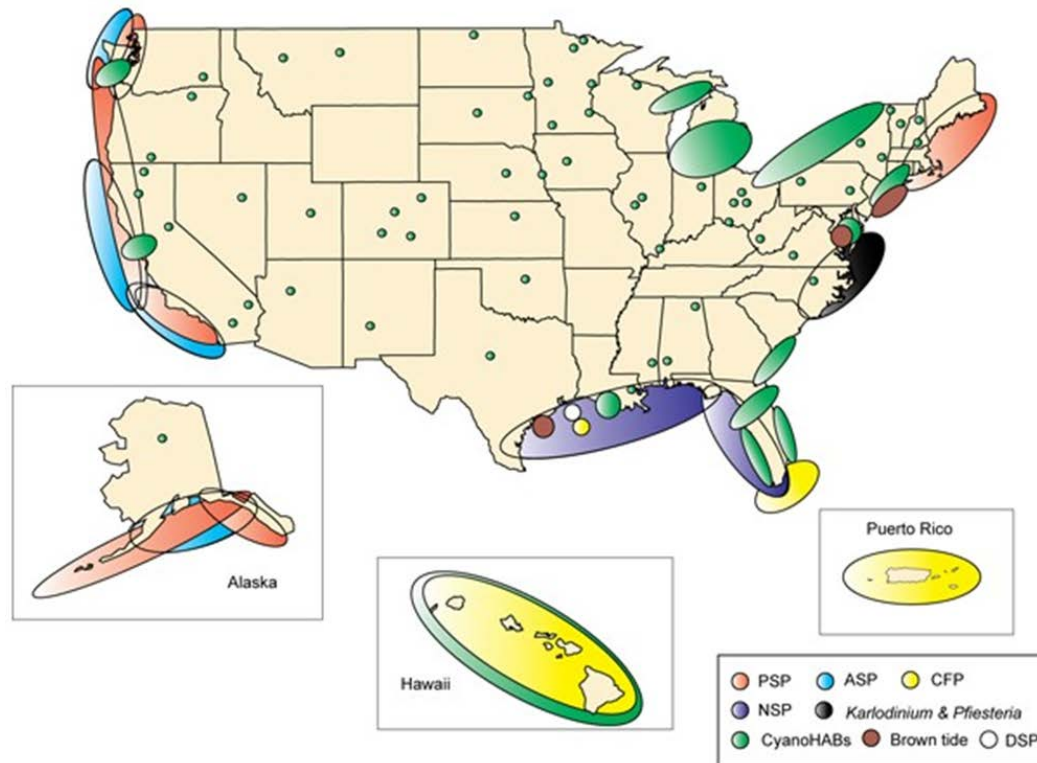 Alaska
Hawaii
Puerto Rico
PSP ASP CFP
NSP Karlodinium & Pfiesteria
CyanoHABs Brown tide DSP